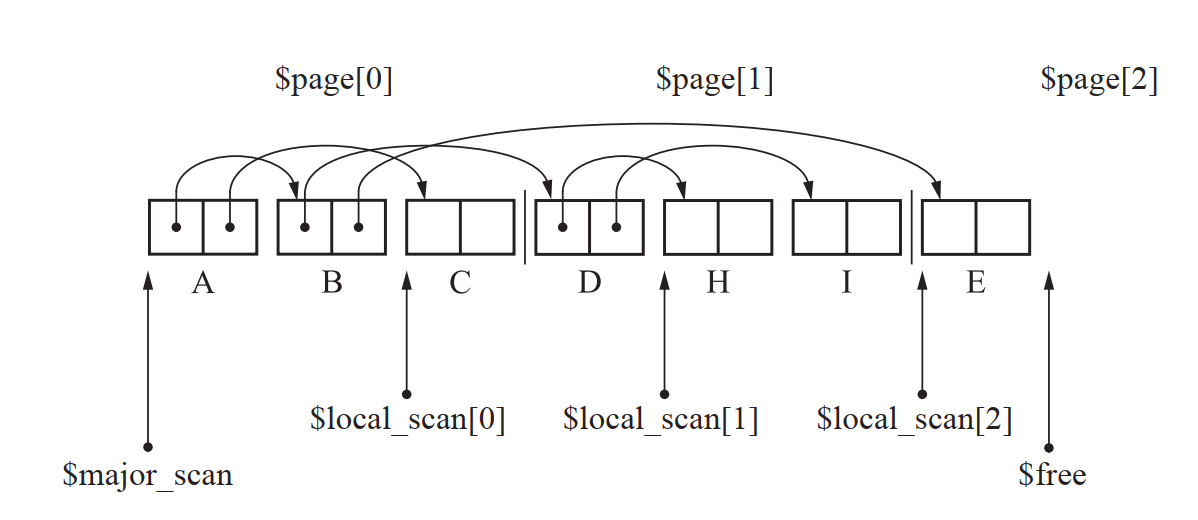 $page[0] $page[1] $page[2]
A B C D H I E
$local_scan[0] $local_scan[1] $local_scan[2]
$major_scan $free